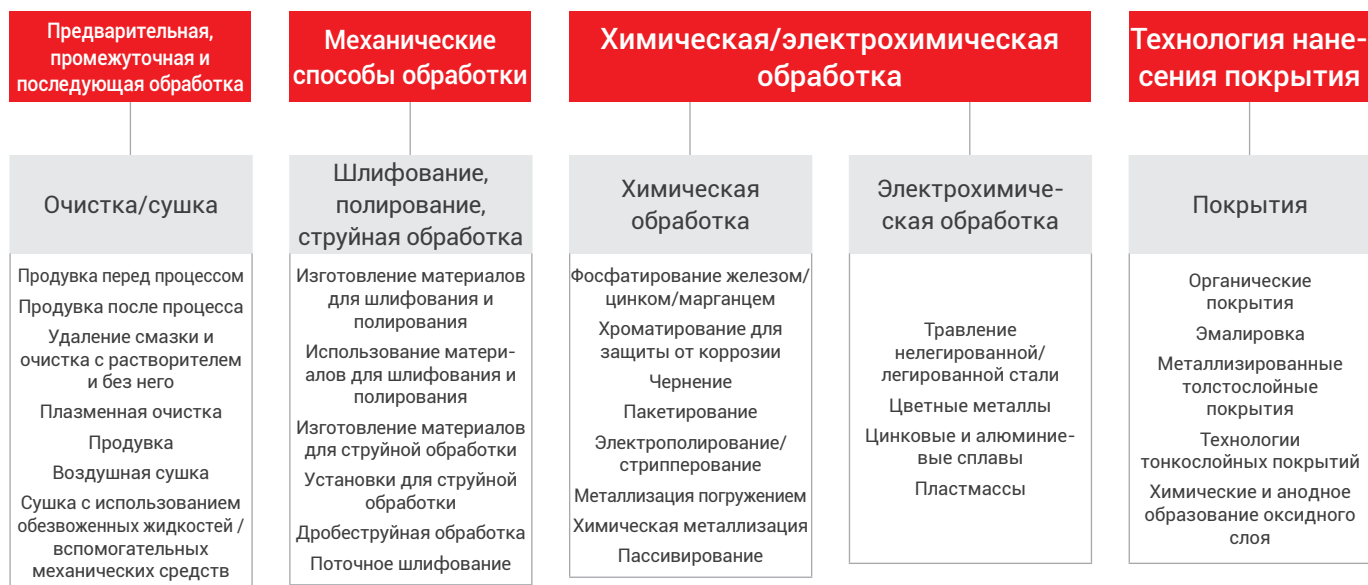 Предварительная,
промежуточная и
последующая обработка
Механические
способы обработки
Химическая/электрохимическая
обработка
Технология нане-
сения покрытия
Очистка/сушка
Шлифование,
полирование,
струйная обработка
Химическая
обработка
Электрохимиче-
ская обработка
Покрытия
Продувка перед процессом
Продувка после процесса
Удаление смазки и
очистка с растворителем
и без него
Плазменная очистка
Продувка
Воздушная сушка
Сушка с использованием
обезвоженных жидкостей /
вспомогательных
механических средств
Изготовление материалов
для шлифования и
полирования
Использование матери-
алов для шлифования и
полирования
Изготовление материалов
для струйной обработки
Установки для струйной
обработки
Дробеструйная обработка
Поточное шлифование
Фосфатирование железом/
цинком/марганцем
Хроматирование для
защиты от коррозии
Чернение
Пакетирование
Электрополирование/
стрипперование
Металлизация погружением
Химическая металлизация
Пассивирование
Травление
нелегированной/
легированной стали
Цветные металлы
Цинковые и алюминие-
вые сплавы
Пластмассы
Органические
покрытия
Эмалировка
Металлизированные
толстослойные
покрытия
Технологии
тонкослойных покрытий
Химические и анодное
образование оксидного
слоя